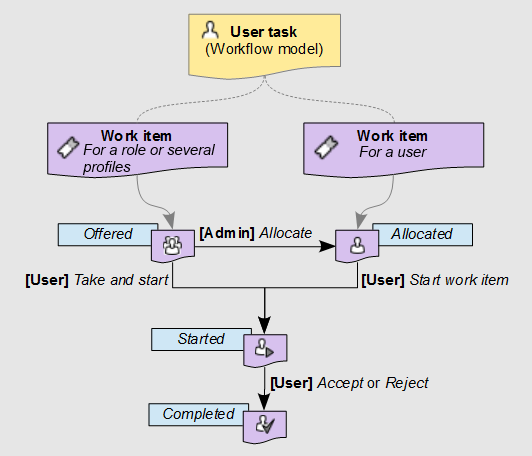 User task
(Workflow model)
Work item
For a role or several
profiles
Work item
For a user
Offered
[Admin] Allocate
Allocated
[User] Take and start
[User] Start work item
Started
[User] Accept or Reject
Completed